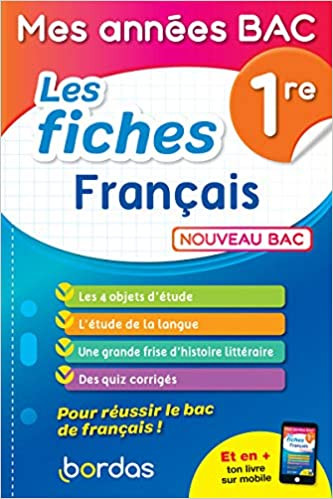 Mes années BAC
Les
fiches
1re
Français
NOUVEAU BAC
Les 4 objets d'étude
L'étude de la langue
Une grande frise d'histoire littéraire
Des quiz corrigés
Pour réussir le bac
de français !
Et en +
ton livre
sur mobile
bordas